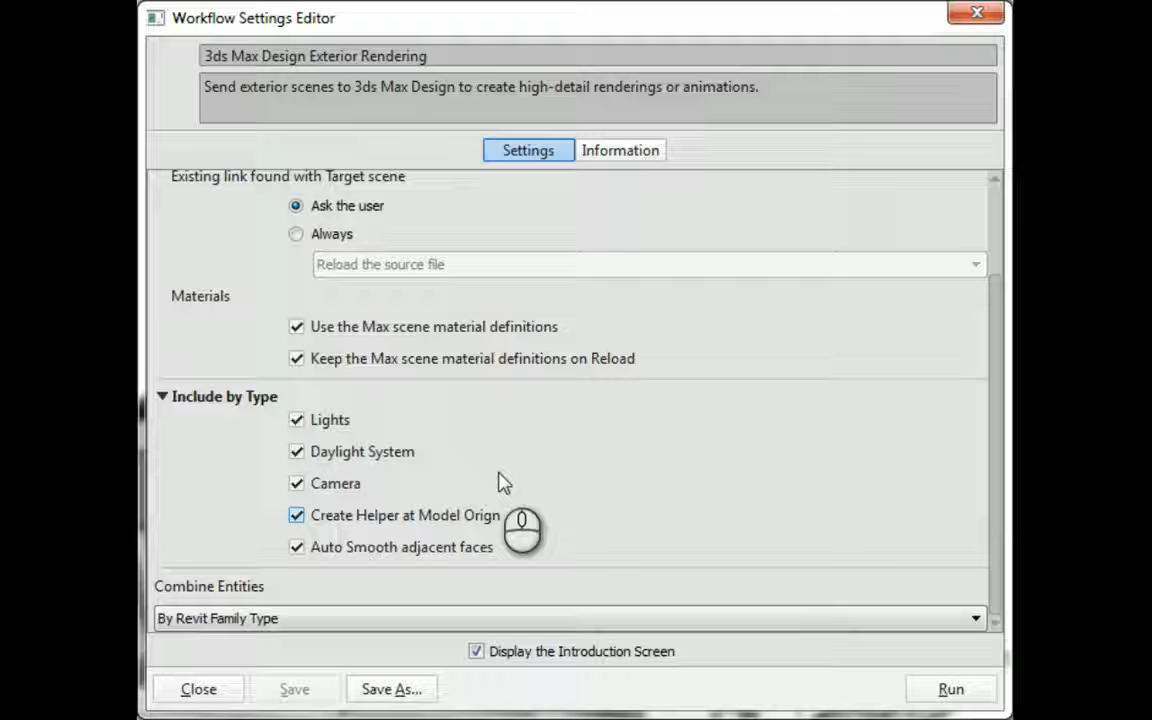 Workflow Settings Editor
3ds Max Design Exterior Rendering
Send exterior scenes to 3ds Max Design to create high-detail renderings or animations.
Settings
Information
Existing link found with Target scene
Ask the user
Always
Reload the source file
Materials
Use the Max scene material definitions
Keep the Max scene material definitions on Reload
Include by Type
Lights
Daylight System
Camera
Create Helper at Model Orign
Auto Smooth adjacent faces
Combine Entities
By Revit Family Type
Display the Introduction Screen
Close
Save
Save As...
Run